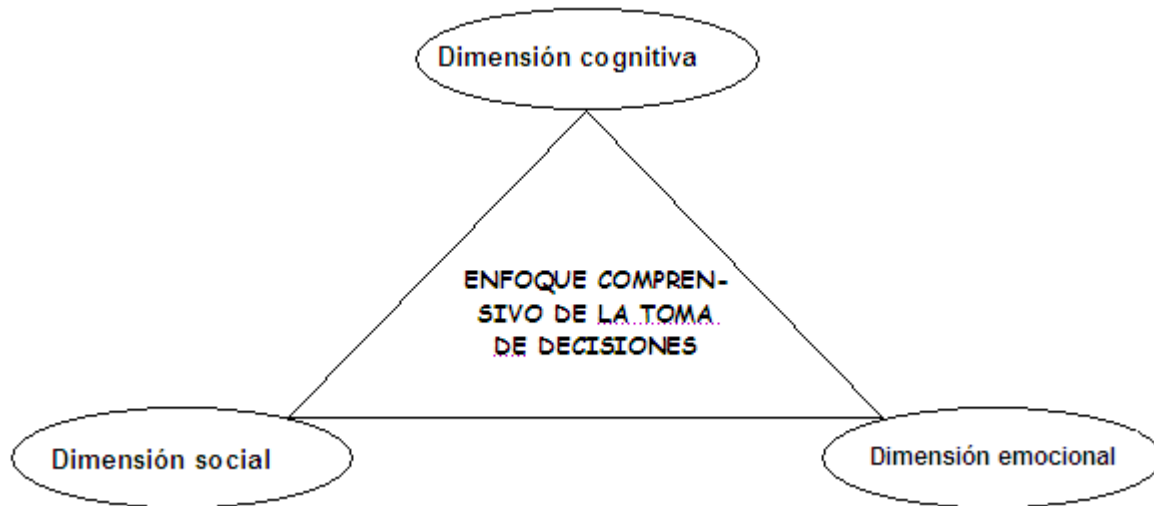 Dimensión cognitiva
ENFOQUE COMPREN-
SIVO DE LA TOMA
DE DECISIONES
Dimensión social
Dimensión emocional